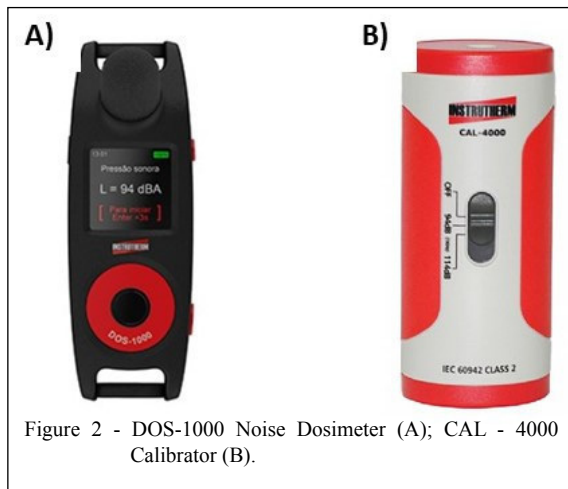 A)
B)
13:01
Pressão sonora
L = 94 dBA
[ Para iniciar
Enter +3s ]
INSTRUTHERM
DOS-1000
INSTRUTHERM
CAL-4000
OFF
94dB
114dB
IEC 60942 CLASS 2
Figure 2 - DOS-1000 Noise Dosimeter (A); CAL - 4000
Calibrator (B).